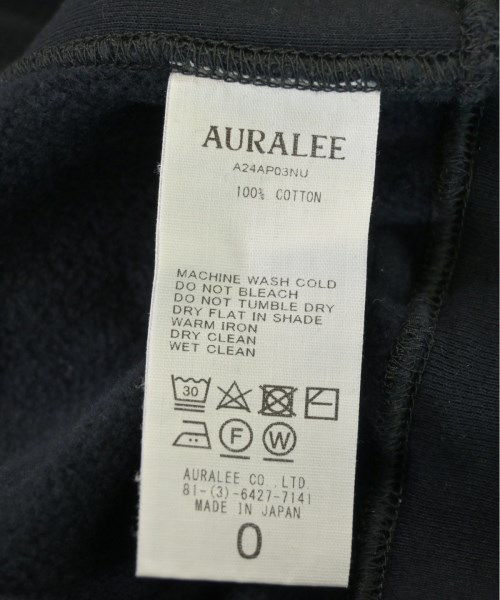 AURALEE
A24AP03NU
100% COTTON
MACHINE WASH COLD
DO NOT BLEACH
DO NOT TUMBLE DRY
DRY FLAT IN SHADE
WARM IRON
DRY CLEAN
WET CLEAN
30
F W
AURALEE CO.,LTD
81-(3)-6427-7141
MADE IN JAPAN
0